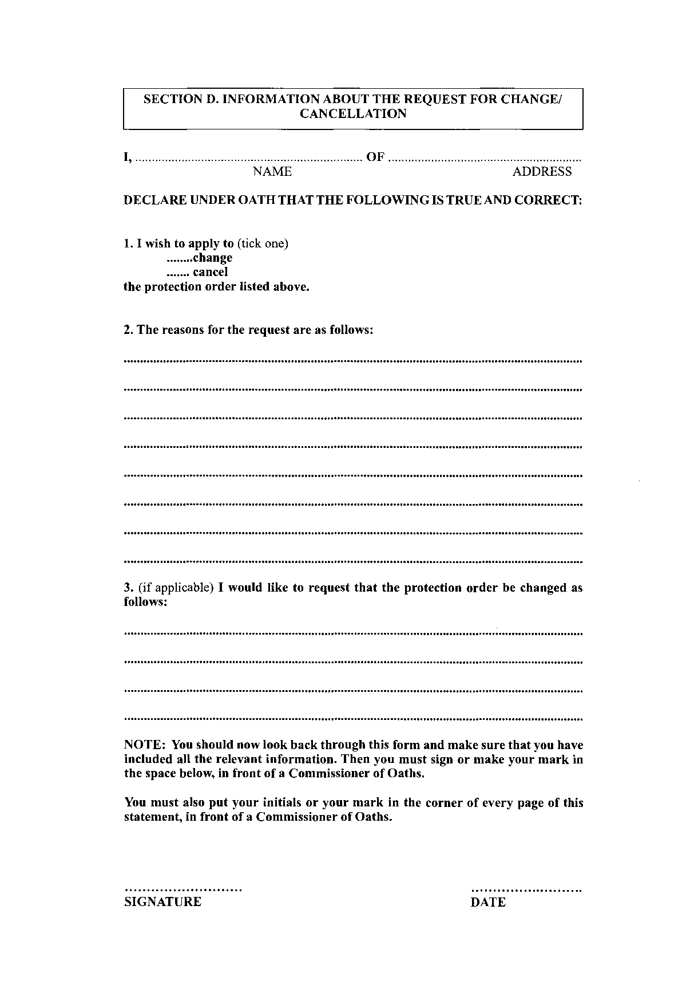 SECTION D. INFORMATION ABOUT THE REQUEST FOR CHANGE/
CANCELLATION
I, .................................................................... OF ..........................................................
NAME ADDRESS
DECLARE UNDER OATH THAT THE FOLLOWING IS TRUE AND CORRECT:
1. I wish to apply to (tick one)
........change
....... cancel
the protection order listed above.
2. The reasons for the request are as follows:
..........................................................................................................................................
..........................................................................................................................................
..........................................................................................................................................
..........................................................................................................................................
..........................................................................................................................................
..........................................................................................................................................
..........................................................................................................................................
..........................................................................................................................................
3. (if applicable) I would like to request that the protection order be changed as
follows:
..........................................................................................................................................
..........................................................................................................................................
..........................................................................................................................................
..........................................................................................................................................
NOTE: You should now look back through this form and make sure that you have
included all the relevant information. Then you must sign or make your mark in
the space below, in front of a Commissioner of Oaths.
You must also put your initials or your mark in the corner of every page of this
statement, in front of a Commissioner of Oaths.
........................... ..........................
SIGNATURE DATE